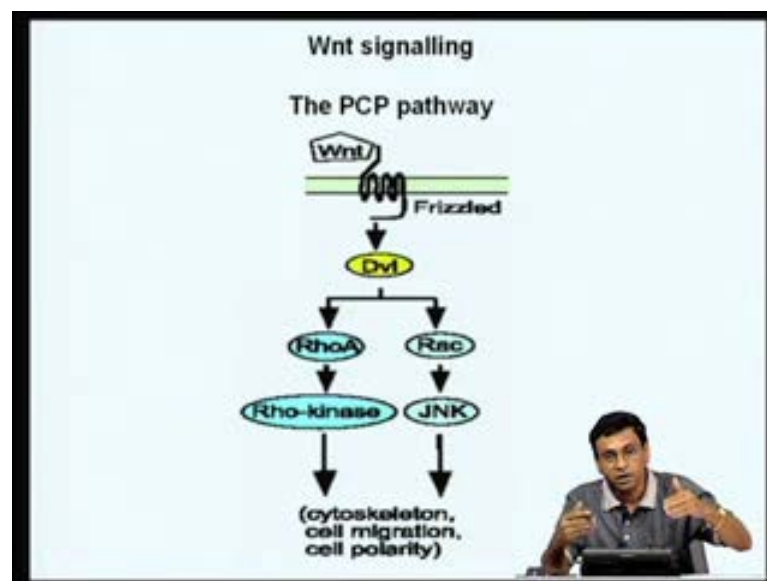 Wnt signalling
The PCP pathway
Wnt
Frizzled
Dvl
RhoA Rac
Rho-kinase JNK
(cytoskeleton,
cell migration,
cell polarity)